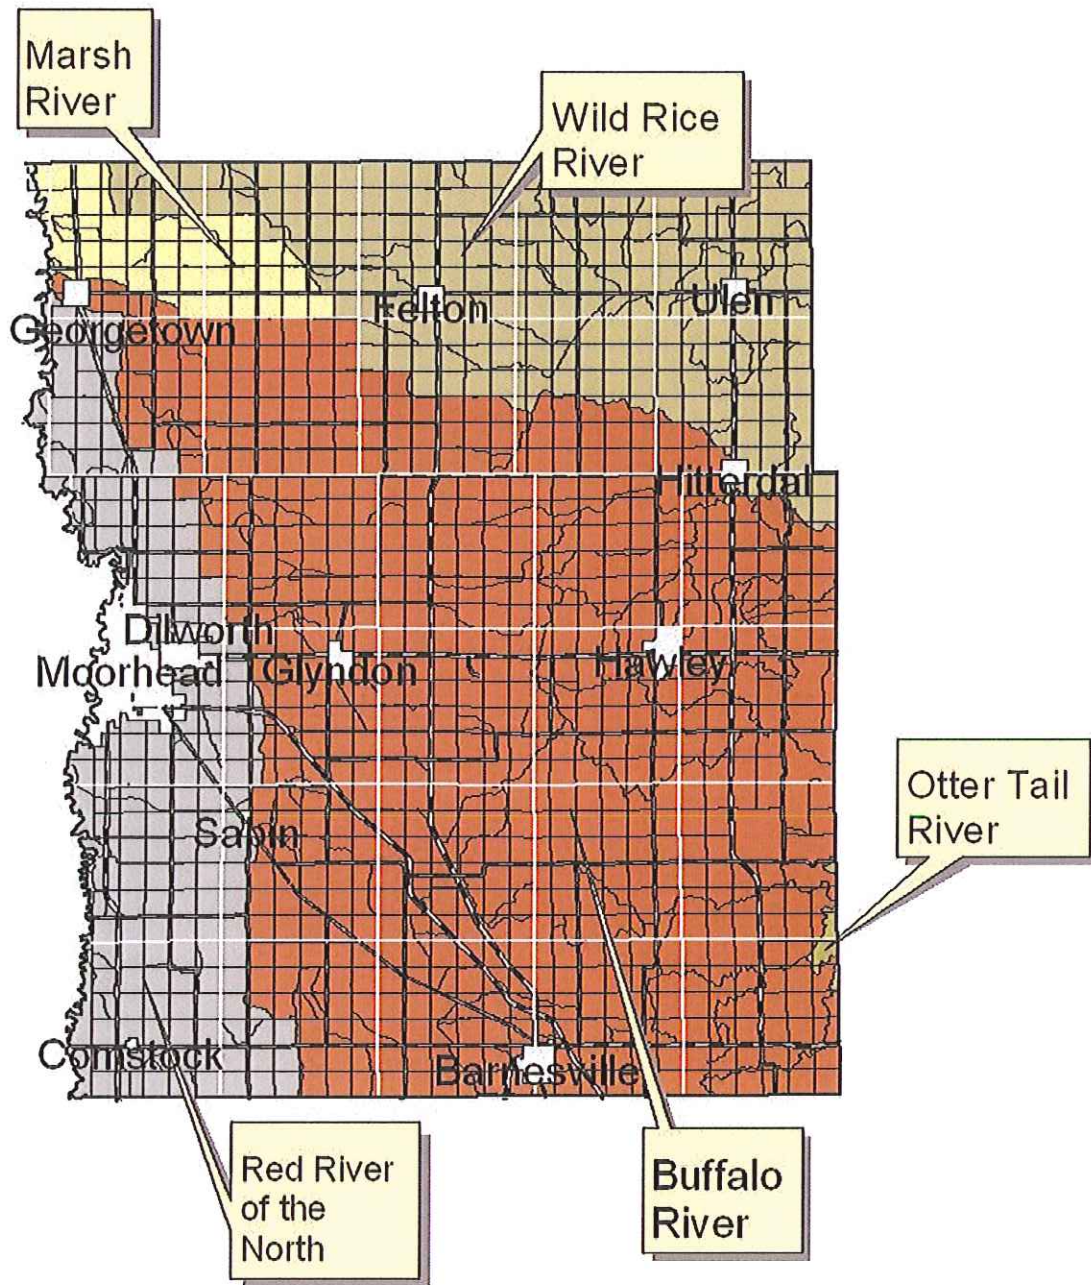 Marsh
River
Wild Rice
River
Felton
Ulen
Georgetown
Hitterdal
Dilworth
Moorhead
Glyndon
Hawley
Otter Tail
River
Sabin
Comstock
Barnesville
Red River
of the
North
Buffalo
River